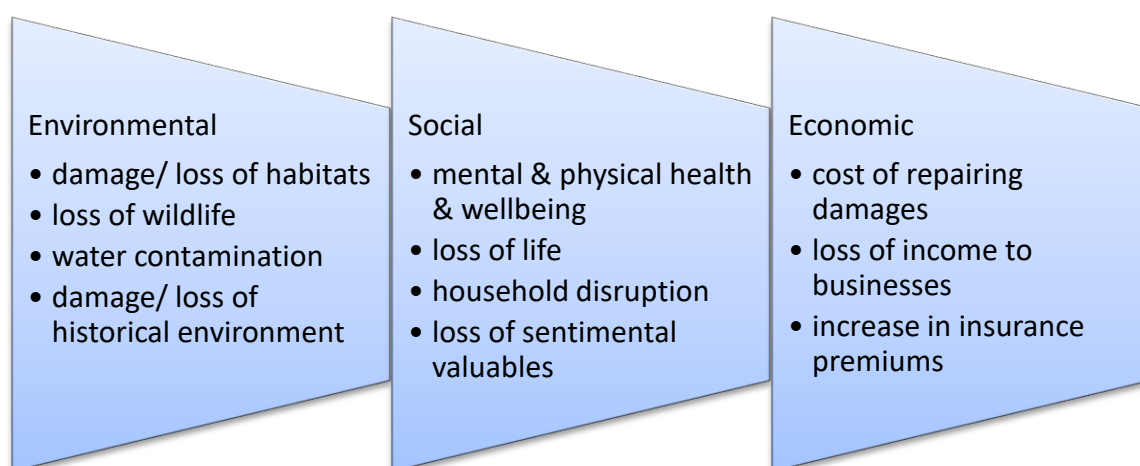 Environmental
• damage/ loss of habitats
• loss of wildlife
• water contamination
• damage/ loss of
historical environment
Social
• mental & physical health
& wellbeing
• loss of life
• household disruption
• loss of sentimental
valuables
Economic
• cost of repairing
damages
• loss of income to
businesses
• increase in insurance
premiums